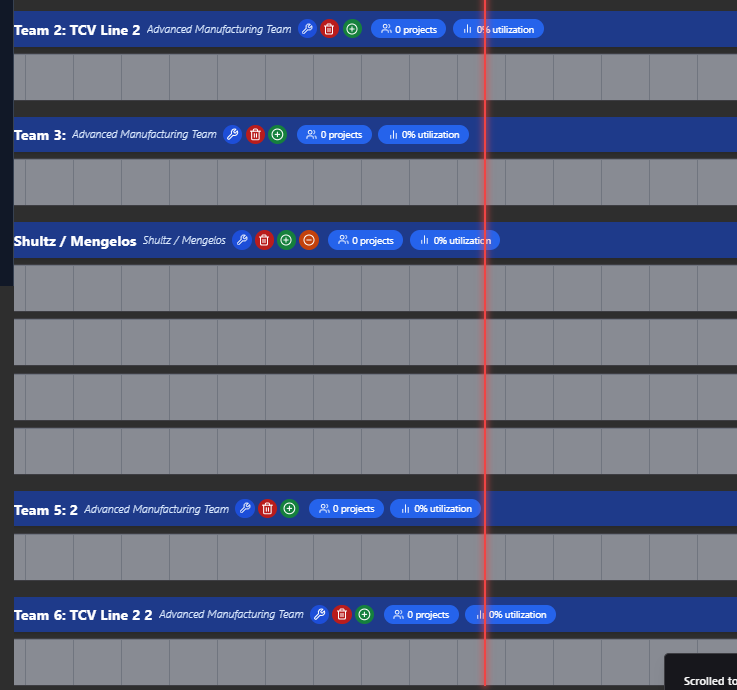 Team 2: TCV Line 2 Advanced Manufacturing Team 0 projects 0% utilization
Team 3: Advanced Manufacturing Team 0 projects 0% utilization
Shultz / Mengelos Shultz / Mengelos 0 projects 0% utilization
Team 5: 2 Advanced Manufacturing Team 0 projects 0% utilization
Team 6: TCV Line 2 2 Advanced Manufacturing Team 0 projects 0% utilization
Scrolled to